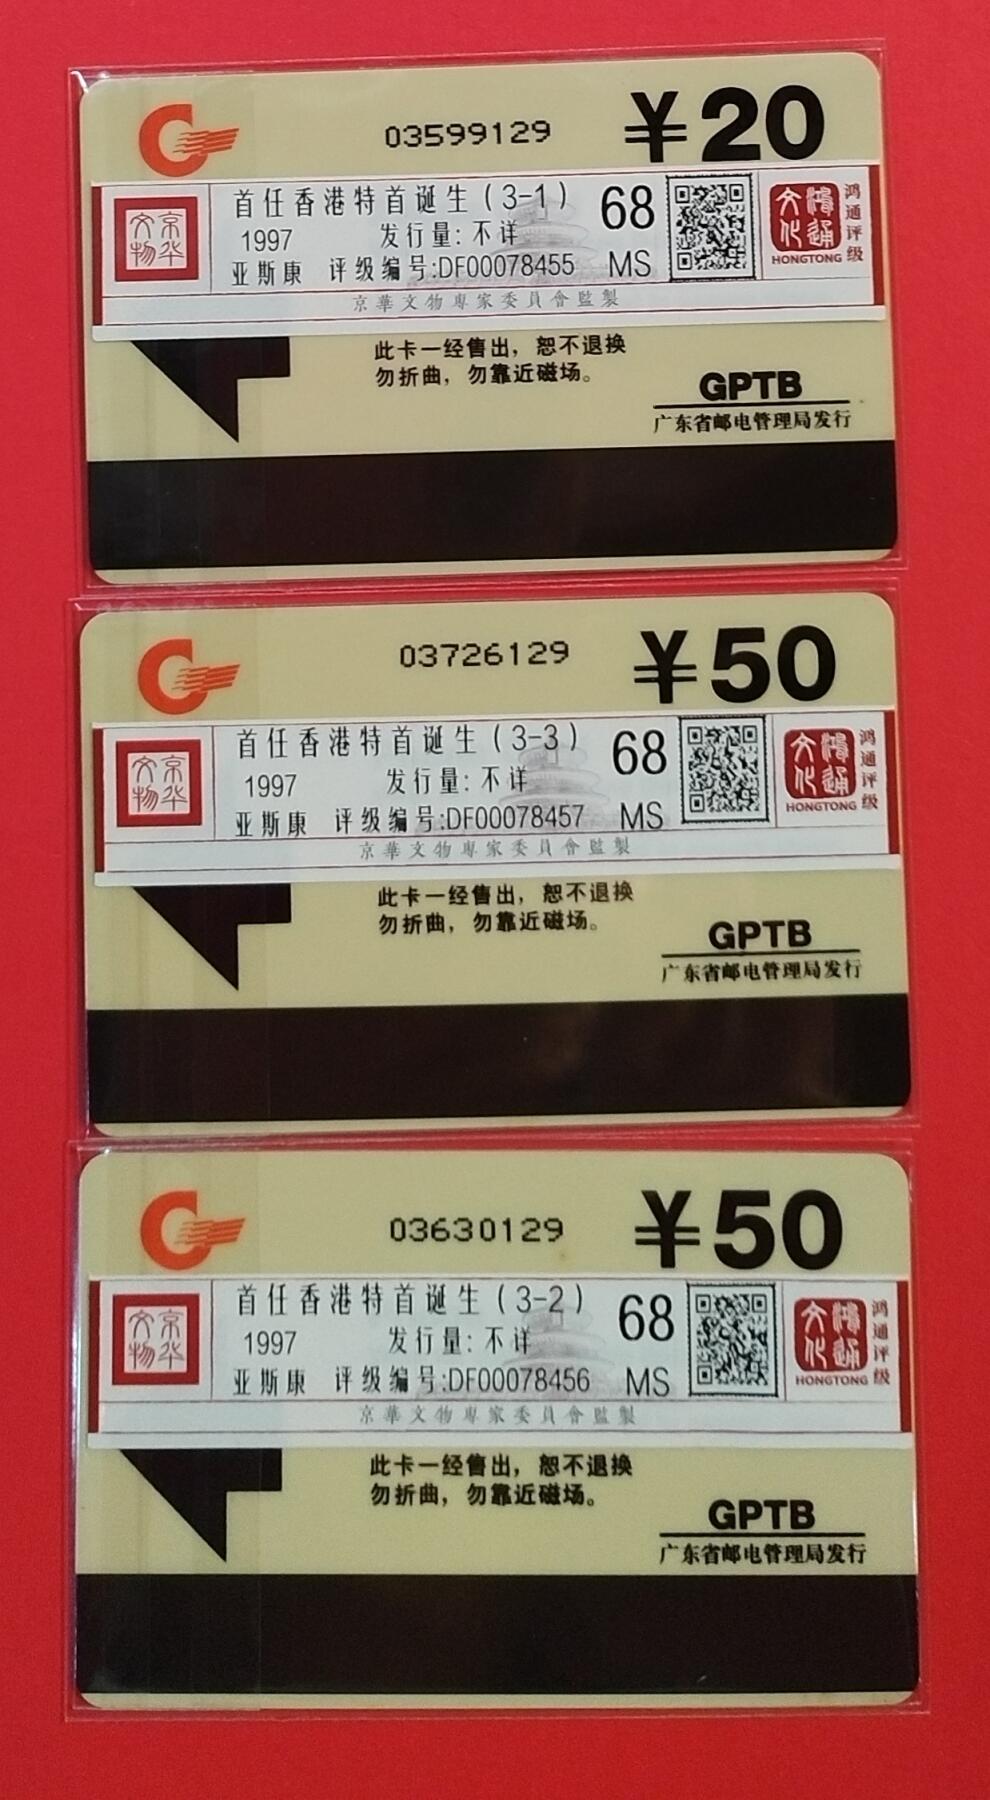 03599129
¥20
首任香港特首诞生(3-1)
68
1997
发行量:不详
亚斯康 评级编号:DF00078455
MS
京华文物
鸿通文化
HONGTONG
鸿通评级
京華文物專家委員會監製
此卡一经售出，恕不退换
勿折曲，勿靠近磁场。
GPTB
广东省邮电管理局发行
03726129
¥50
首任香港特首诞生(3-3)
68
1997
发行量:不详
亚斯康 评级编号:DF00078457
MS
京华文物
鸿通文化
HONGTONG
鸿通评级
京華文物專家委員會監製
此卡一经售出，恕不退换
勿折曲，勿靠近磁场。
GPTB
广东省邮电管理局发行
03630129
¥50
首任香港特首诞生(3-2)
68
1997
发行量:不详
亚斯康 评级编号:DF00078456
MS
京华文物
鸿通文化
HONGTONG
鸿通评级
京華文物專家委員會監製
此卡一经售出，恕不退换
勿折曲，勿靠近磁场。
GPTB
广东省邮电管理局发行